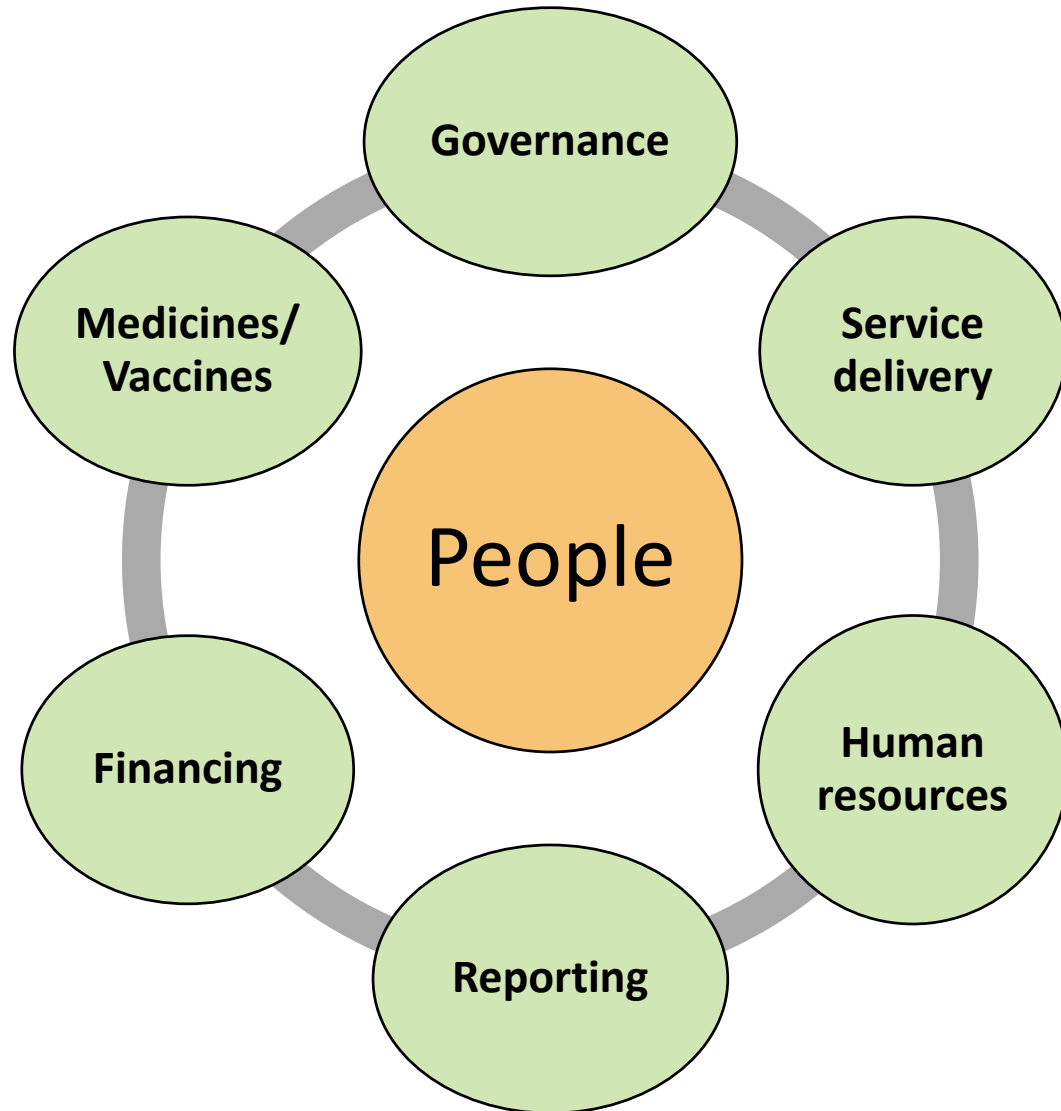 Governance
Service
delivery
Human
resources
Reporting
Financing
Medicines/
Vaccines
People